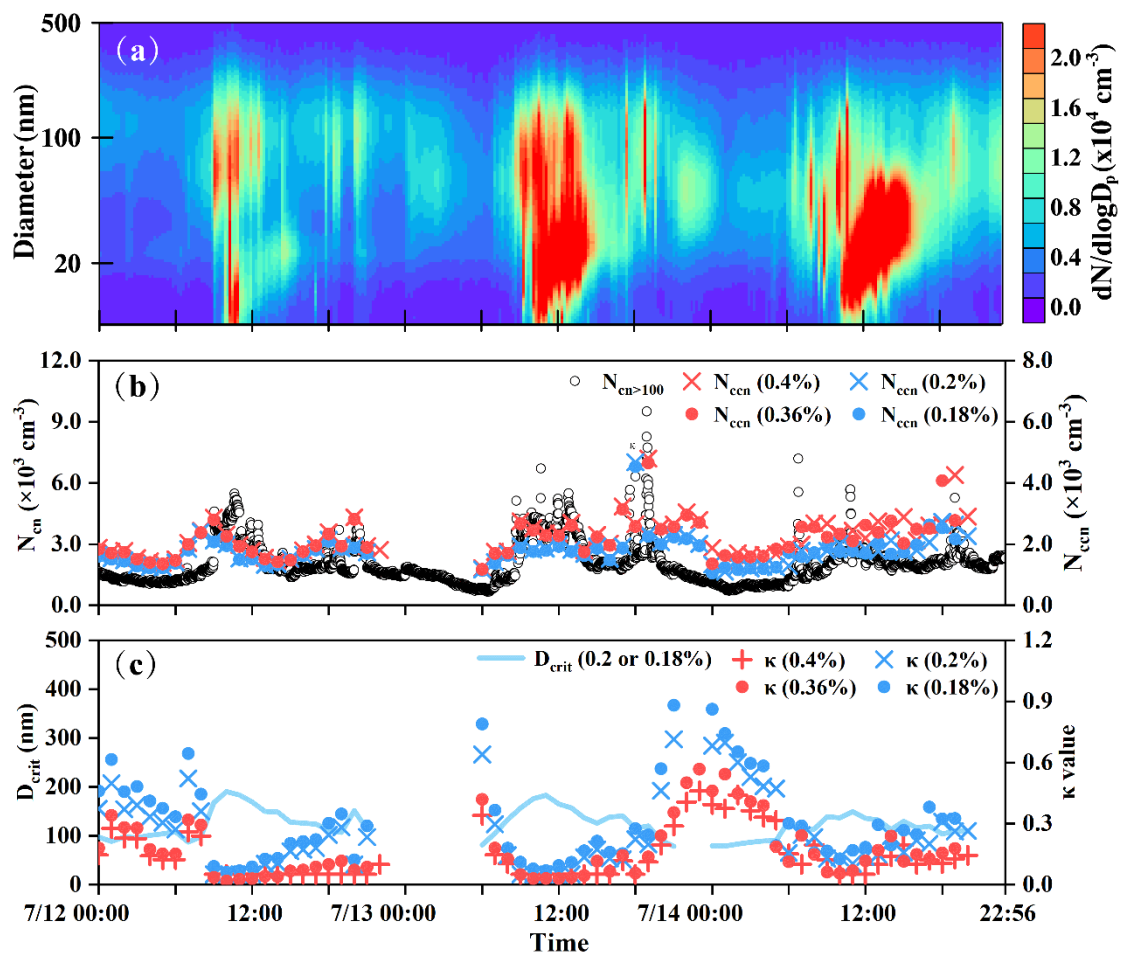 500
(a)
100
20
Diameter (nm)
2.0
1.6
1.2
0.8
0.4
0.0
dN/dlogDp (x10⁴ cm⁻³)
12.0
9.0
6.0
3.0
0.0
Ncn (×10³ cm⁻³)
(b)
Ncn>100
Nccn (0.4%)
Nccn (0.2%)
Nccn (0.36%)
Nccn (0.18%)
κ
8.0
6.0
4.0
2.0
0.0
Nccn (×10³ cm⁻³)
500
400
300
200
100
0
Dcrit (nm)
(c)
Dcrit (0.2 or 0.18%)
κ (0.4%)
κ (0.2%)
κ (0.36%)
κ (0.18%)
1.2
0.9
0.6
0.3
0.0
κ value
7/12 00:00
12:00
7/13 00:00
12:00
7/14 00:00
12:00
22:56
Time